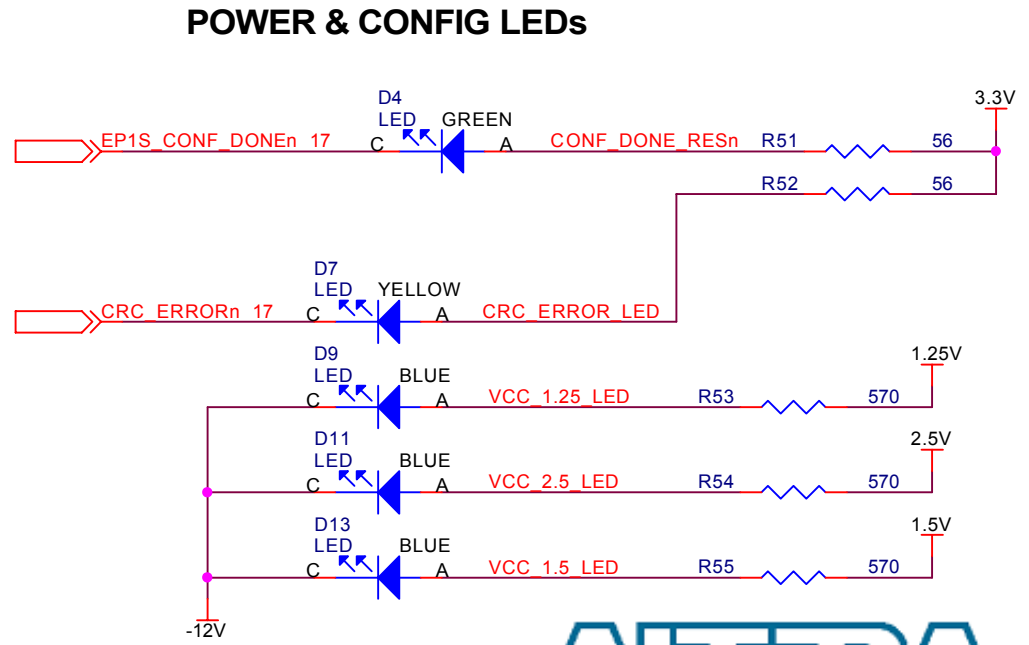 POWER & CONFIG LEDs
3.3V
D4
LED GREEN
EP1S_CONF_DONEn 17 C A CONF_DONE_RESn R51 56
R52 56
D7
LED YELLOW
CRC_ERRORn 17 C A CRC_ERROR_LED
D9 1.25V
LED BLUE
C A VCC_1.25_LED R53 570
D11 2.5V
LED BLUE
C A VCC_2.5_LED R54 570
D13 1.5V
LED BLUE
C A VCC_1.5_LED R55 570
-12V